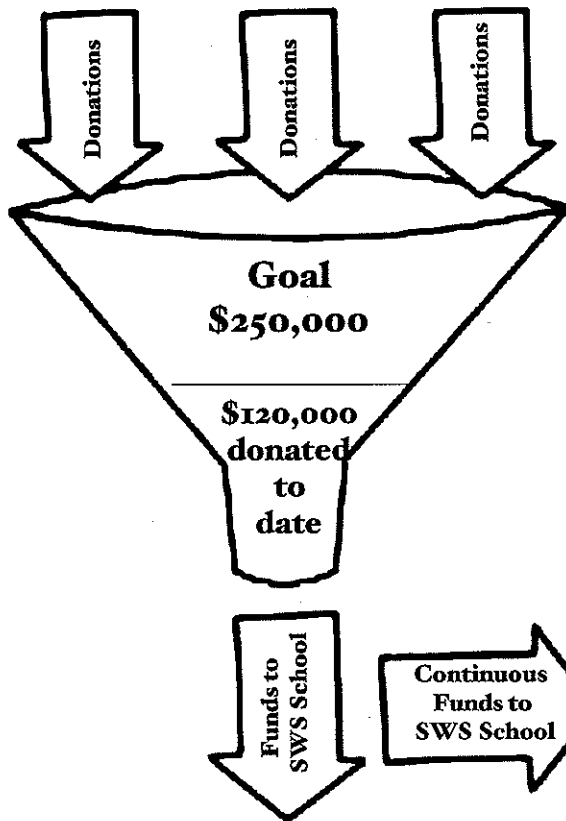 Donations
Donations
Donations
Goal
$250,000
$120,000
donated
to
date
Funds to
SWS School
Continuous
Funds to
SWS School